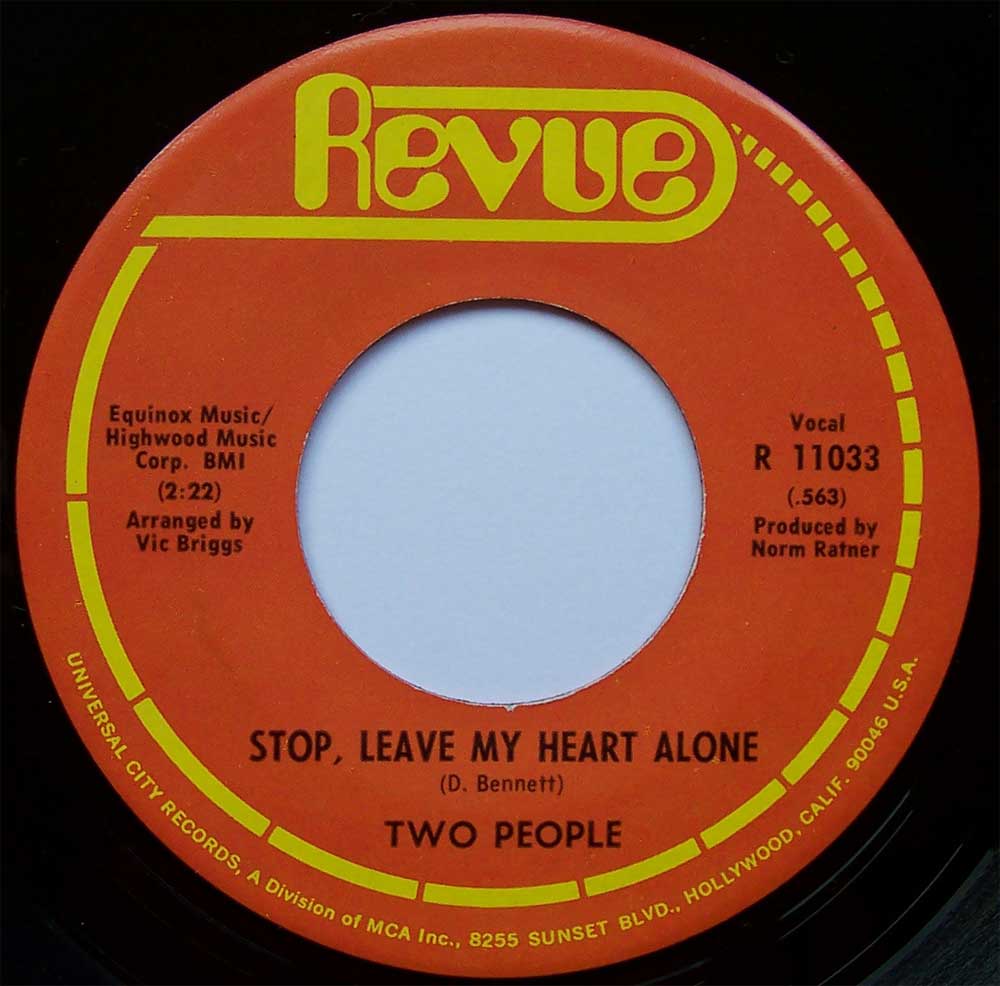 Revue
Equinox Music/
Highwood Music
Corp. BMI
(2:22)
Arranged by
Vic Briggs
Vocal
R 11033
(.563)
Produced by
Norm Ratner
STOP, LEAVE MY HEART ALONE
(D. Bennett)
TWO PEOPLE
UNIVERSAL CITY RECORDS, A Division of MCA Inc., 8255 SUNSET BLVD., HOLLYWOOD, CALIF. 90046 U.S.A.